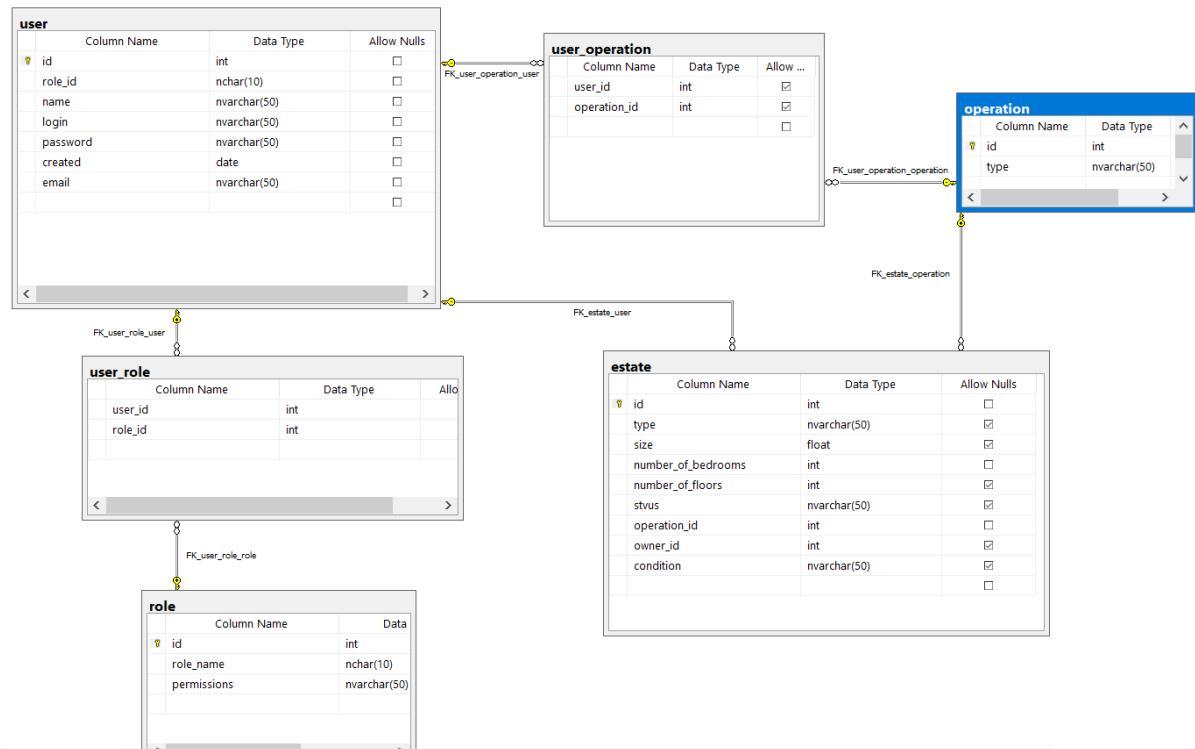 user
Column Name Data Type Allow Nulls
id int
role_id nchar(10)
name nvarchar(50)
login nvarchar(50)
password nvarchar(50)
created date
email nvarchar(50)
FK_user_operation_user
user_operation
Column Name Data Type Allow ...
user_id int
operation_id int
FK_user_operation_operation
operation
Column Name Data Type
id int
type nvarchar(50)
FK_estate_operation
FK_estate_user
FK_user_role_user
user_role
Column Name Data Type Allo
user_id int
role_id int
FK_user_role_role
role
Column Name Data
id int
role_name nchar(10)
permissions nvarchar(50)
estate
Column Name Data Type Allow Nulls
id int
type nvarchar(50)
size float
number_of_bedrooms int
number_of_floors int
stvus nvarchar(50)
operation_id int
owner_id int
condition nvarchar(50)